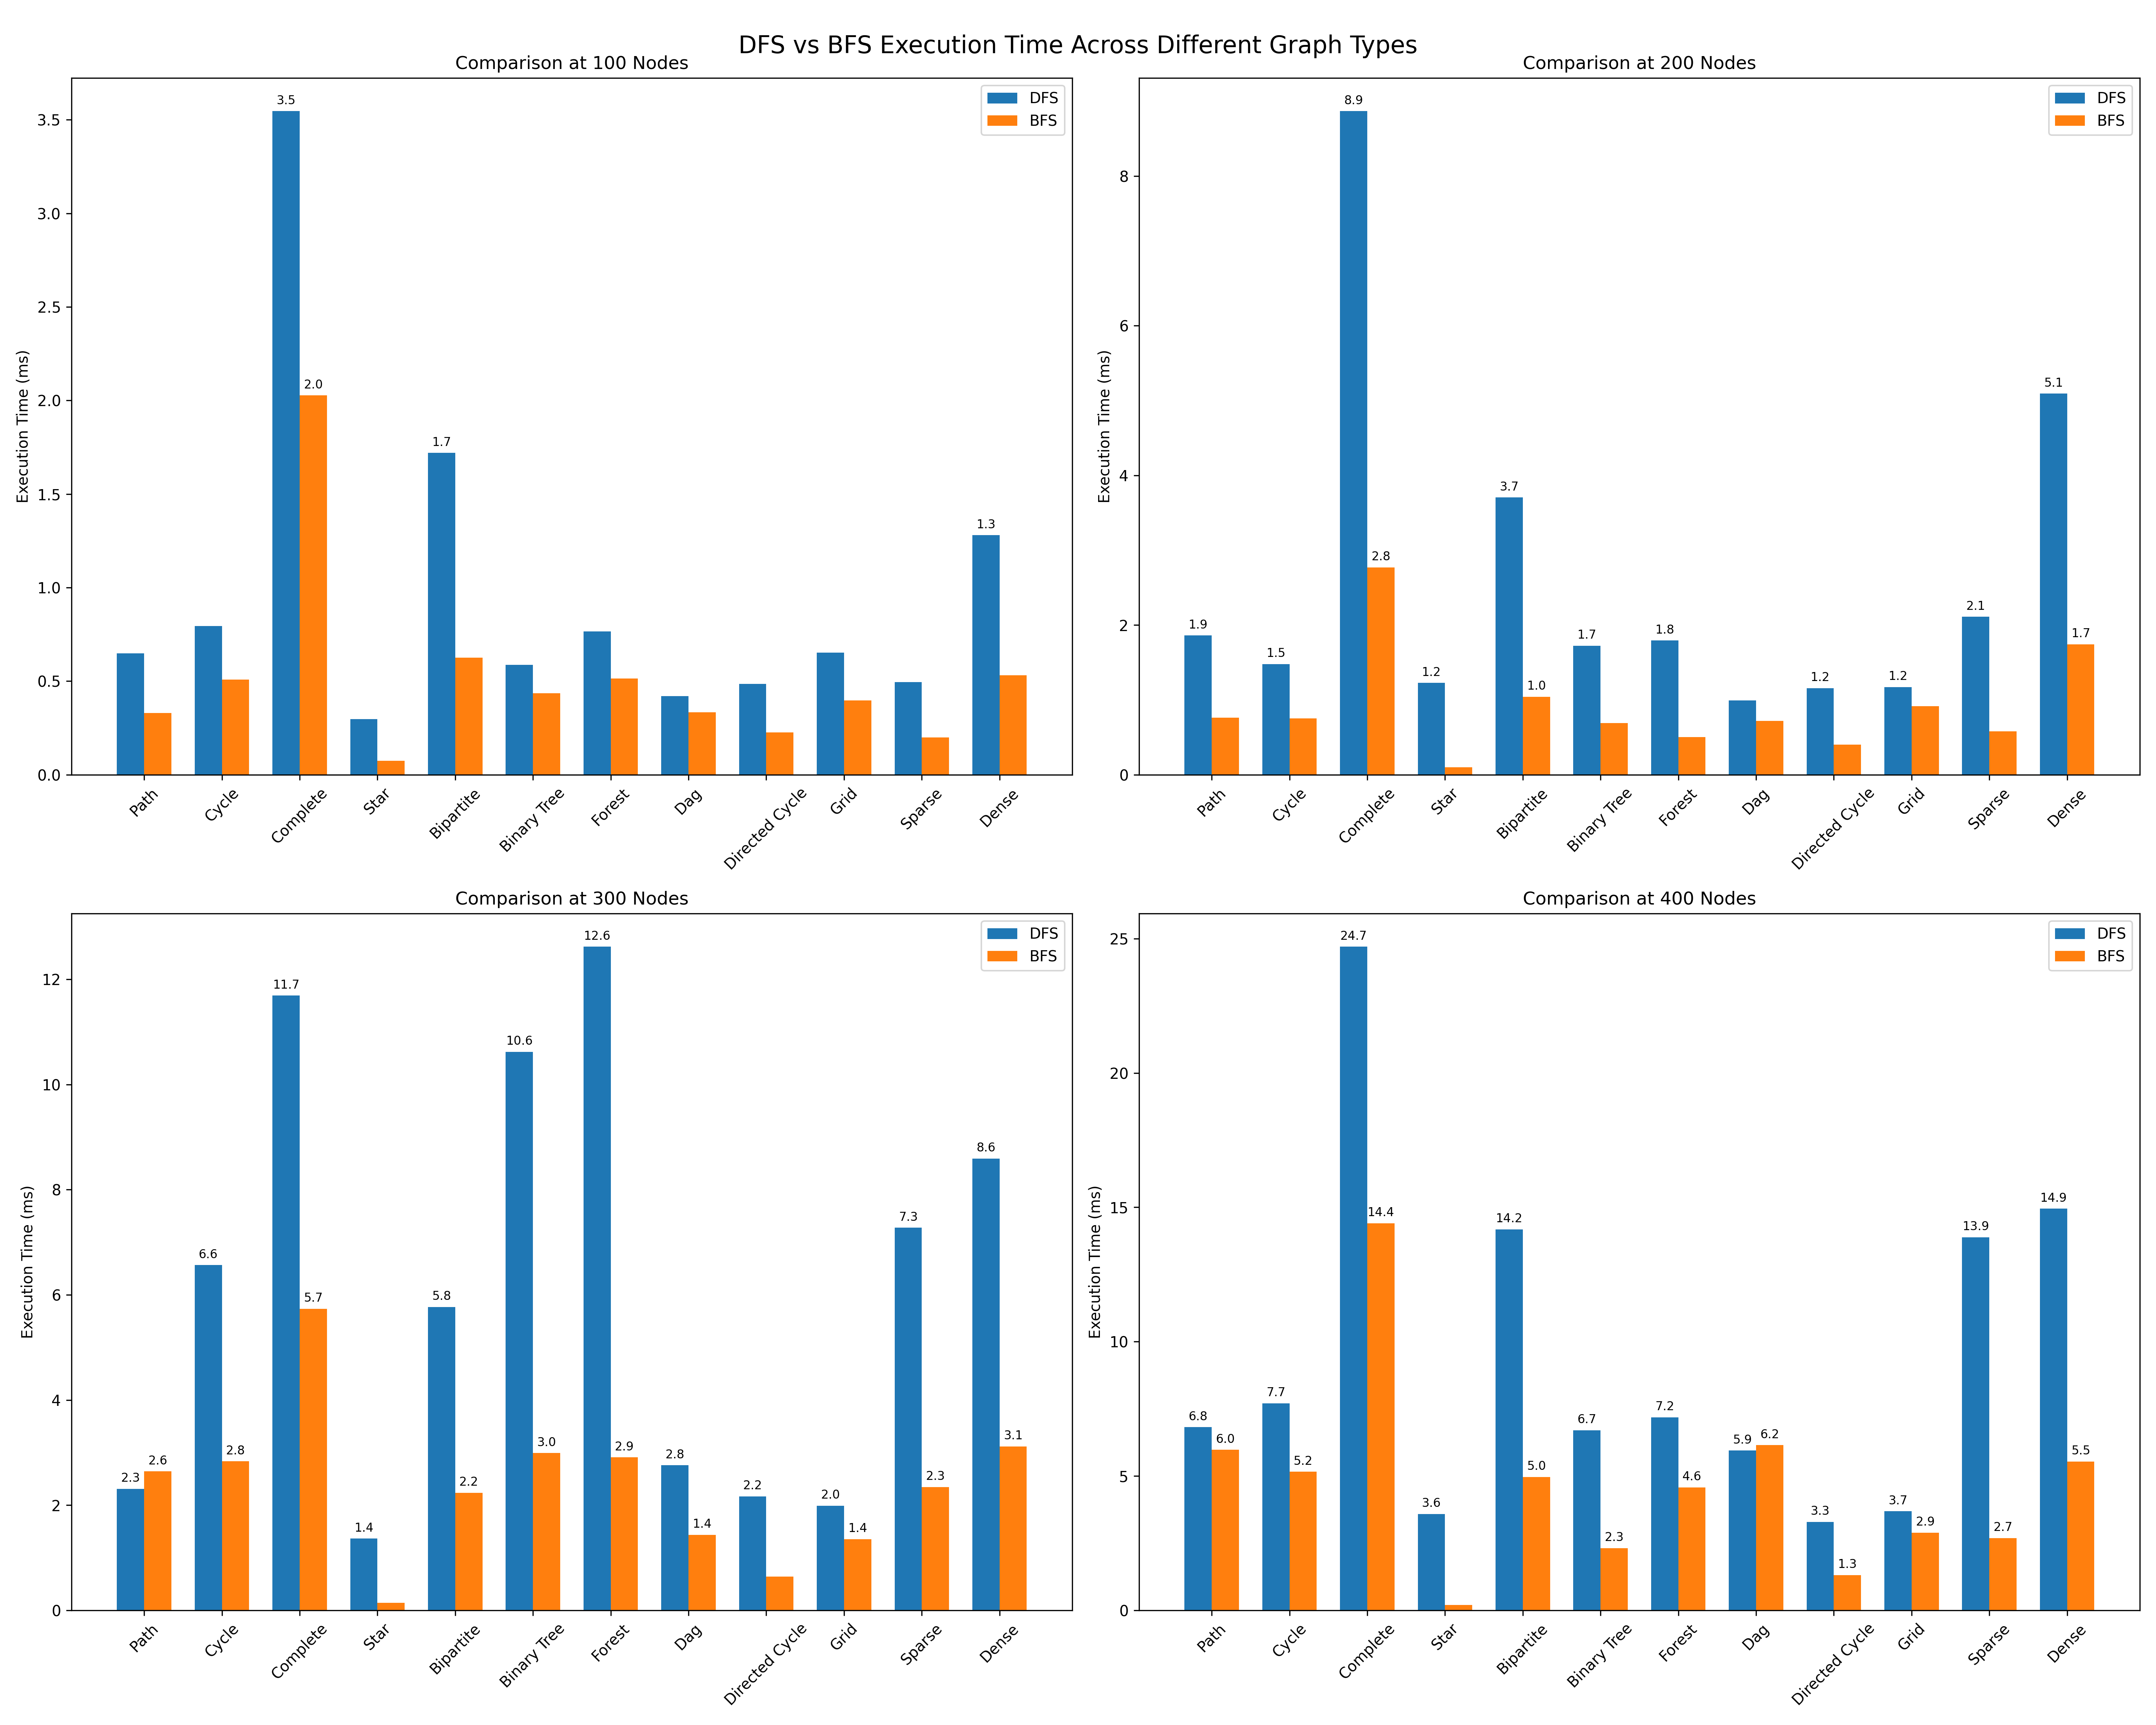 DFS vs BFS Execution Time Across Different Graph Types
Comparison at 100 Nodes
Execution Time (ms)
3.5
3.0
2.5
2.0
1.5
1.0
0.5
0.0
3.5
2.0
1.7
1.3
DFS
BFS
Path
Cycle
Complete
Star
Bipartite
Binary Tree
Forest
Dag
Directed Cycle
Grid
Sparse
Dense
Comparison at 200 Nodes
Execution Time (ms)
8
6
4
2
0
1.9
1.5
8.9
2.8
1.2
3.7
1.0
1.7
1.8
1.2
1.2
2.1
5.1
1.7
DFS
BFS
Path
Cycle
Complete
Star
Bipartite
Binary Tree
Forest
Dag
Directed Cycle
Grid
Sparse
Dense
Comparison at 300 Nodes
Execution Time (ms)
12
10
8
6
4
2
0
2.3
2.6
6.6
2.8
11.7
5.7
1.4
5.8
2.2
10.6
3.0
12.6
2.9
2.8
1.4
2.2
2.0
1.4
7.3
2.3
8.6
3.1
DFS
BFS
Path
Cycle
Complete
Star
Bipartite
Binary Tree
Forest
Dag
Directed Cycle
Grid
Sparse
Dense
Comparison at 400 Nodes
Execution Time (ms)
25
20
15
10
5
0
6.8
6.0
7.7
5.2
24.7
14.4
3.6
14.2
5.0
6.7
2.3
7.2
4.6
5.9
6.2
3.3
1.3
3.7
2.9
13.9
2.7
14.9
5.5
DFS
BFS
Path
Cycle
Complete
Star
Bipartite
Binary Tree
Forest
Dag
Directed Cycle
Grid
Sparse
Dense